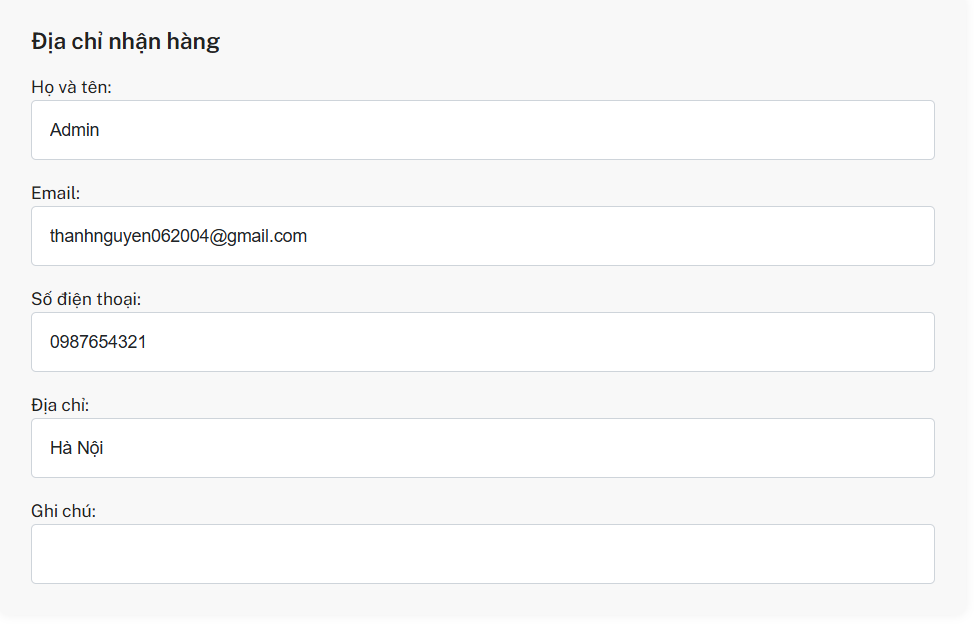 Địa chỉ nhận hàng
Họ và tên:
Admin
Email:
thanhnguyen062004@gmail.com
Số điện thoại:
0987654321
Địa chỉ:
Hà Nội
Ghi chú: